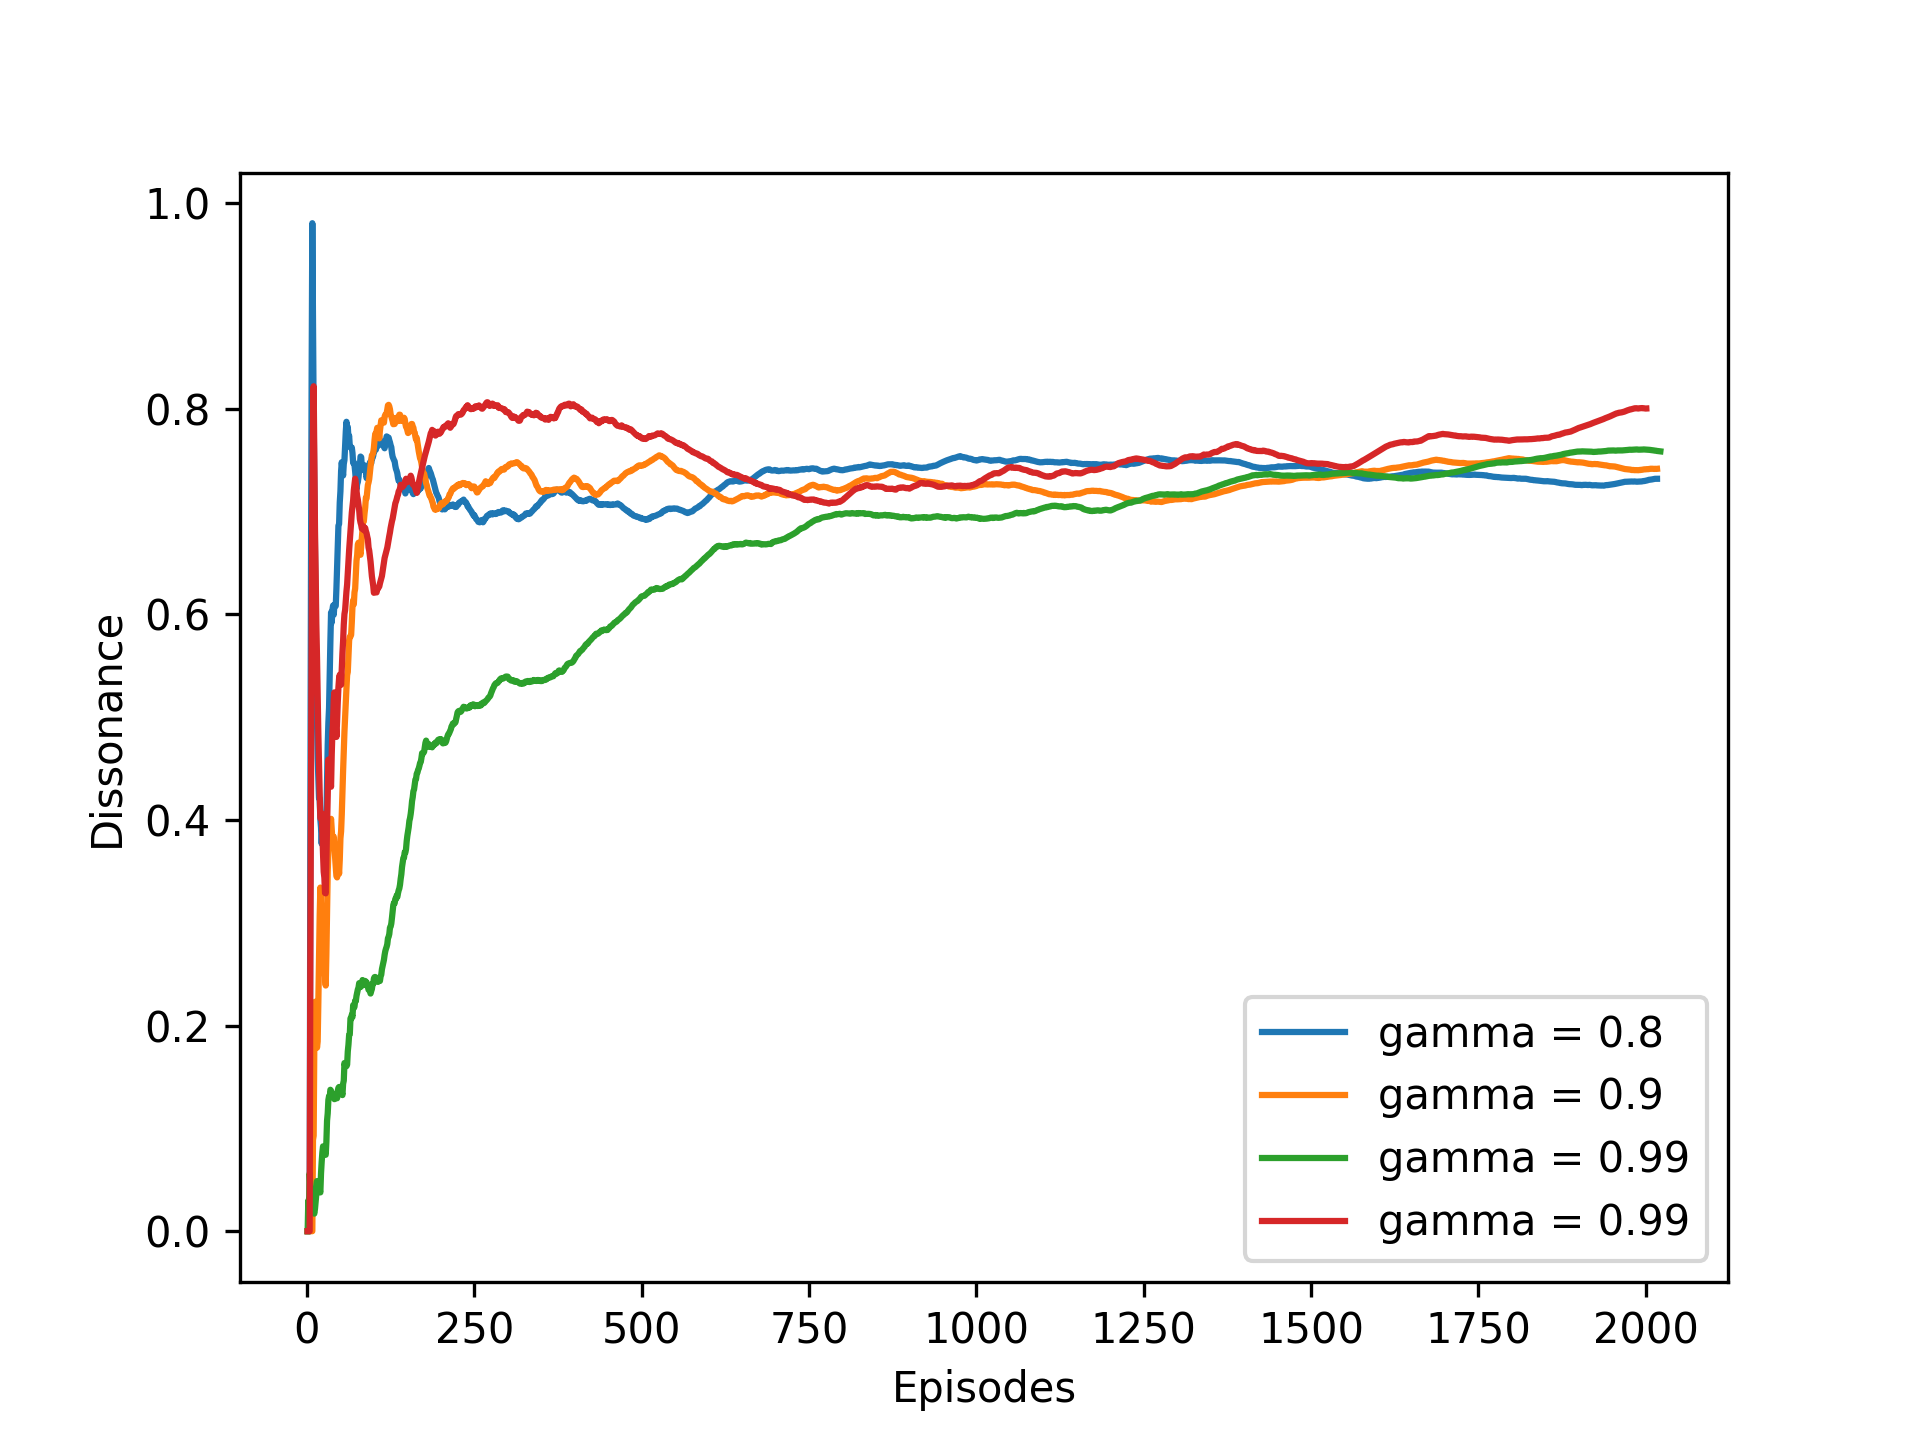 1.0
0.8
0.6
0.4
0.2
0.0
Dissonance
0 250 500 750 1000 1250 1500 1750 2000
Episodes
gamma = 0.8
gamma = 0.9
gamma = 0.99
gamma = 0.99